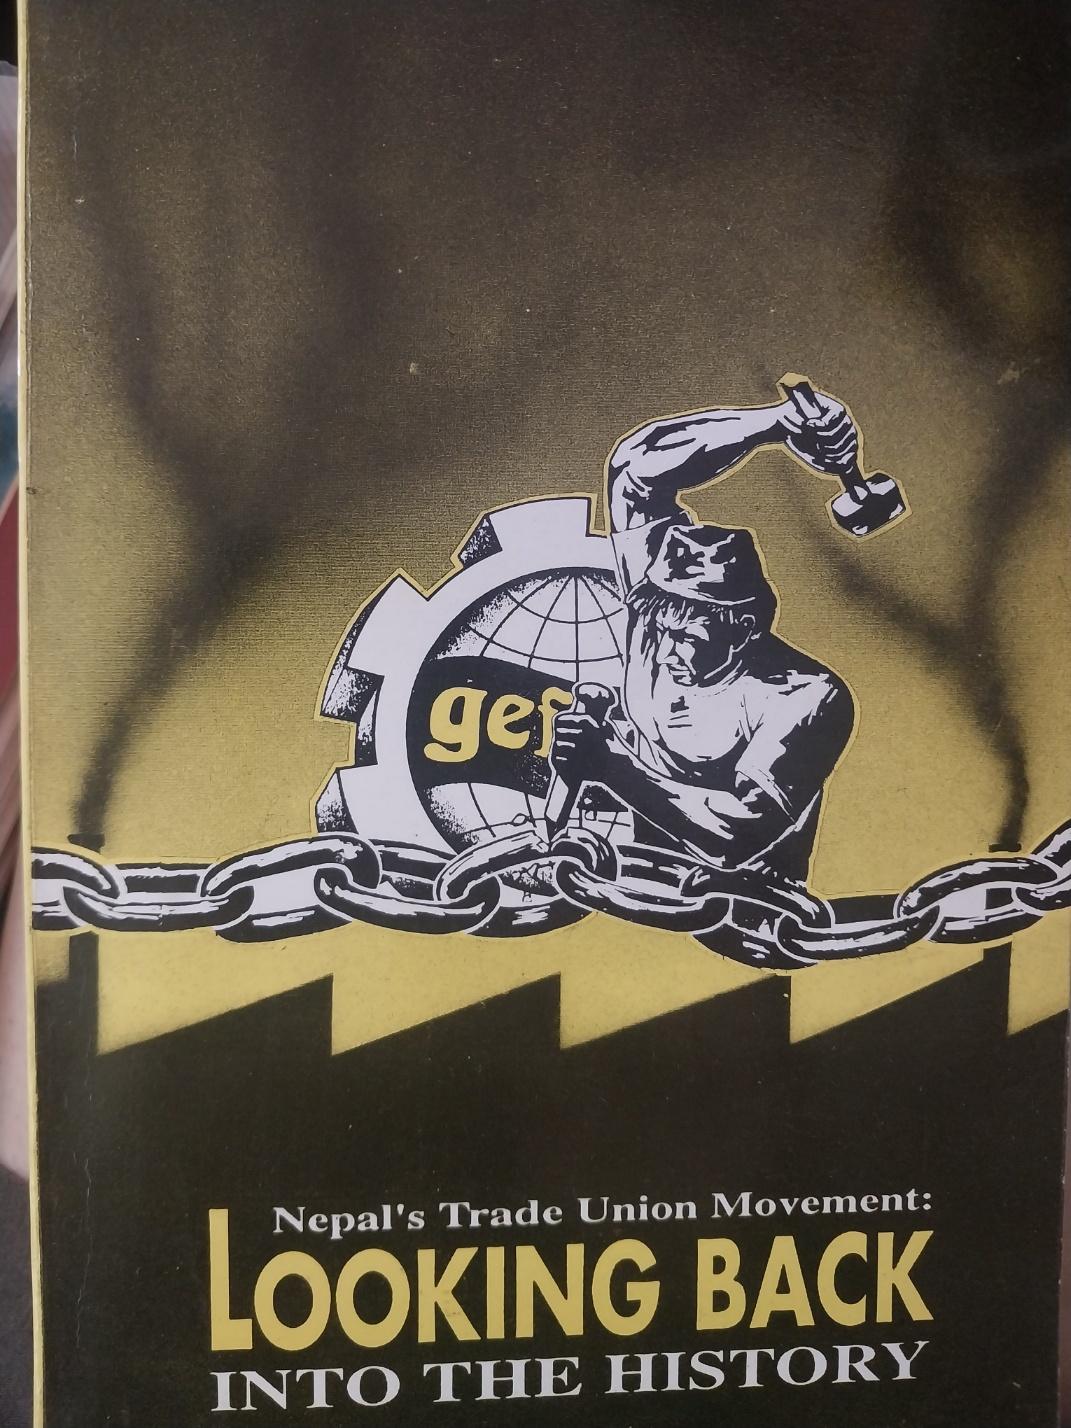 gef
Nepal's Trade Union Movement:
LOOKING BACK
INTO THE HISTORY